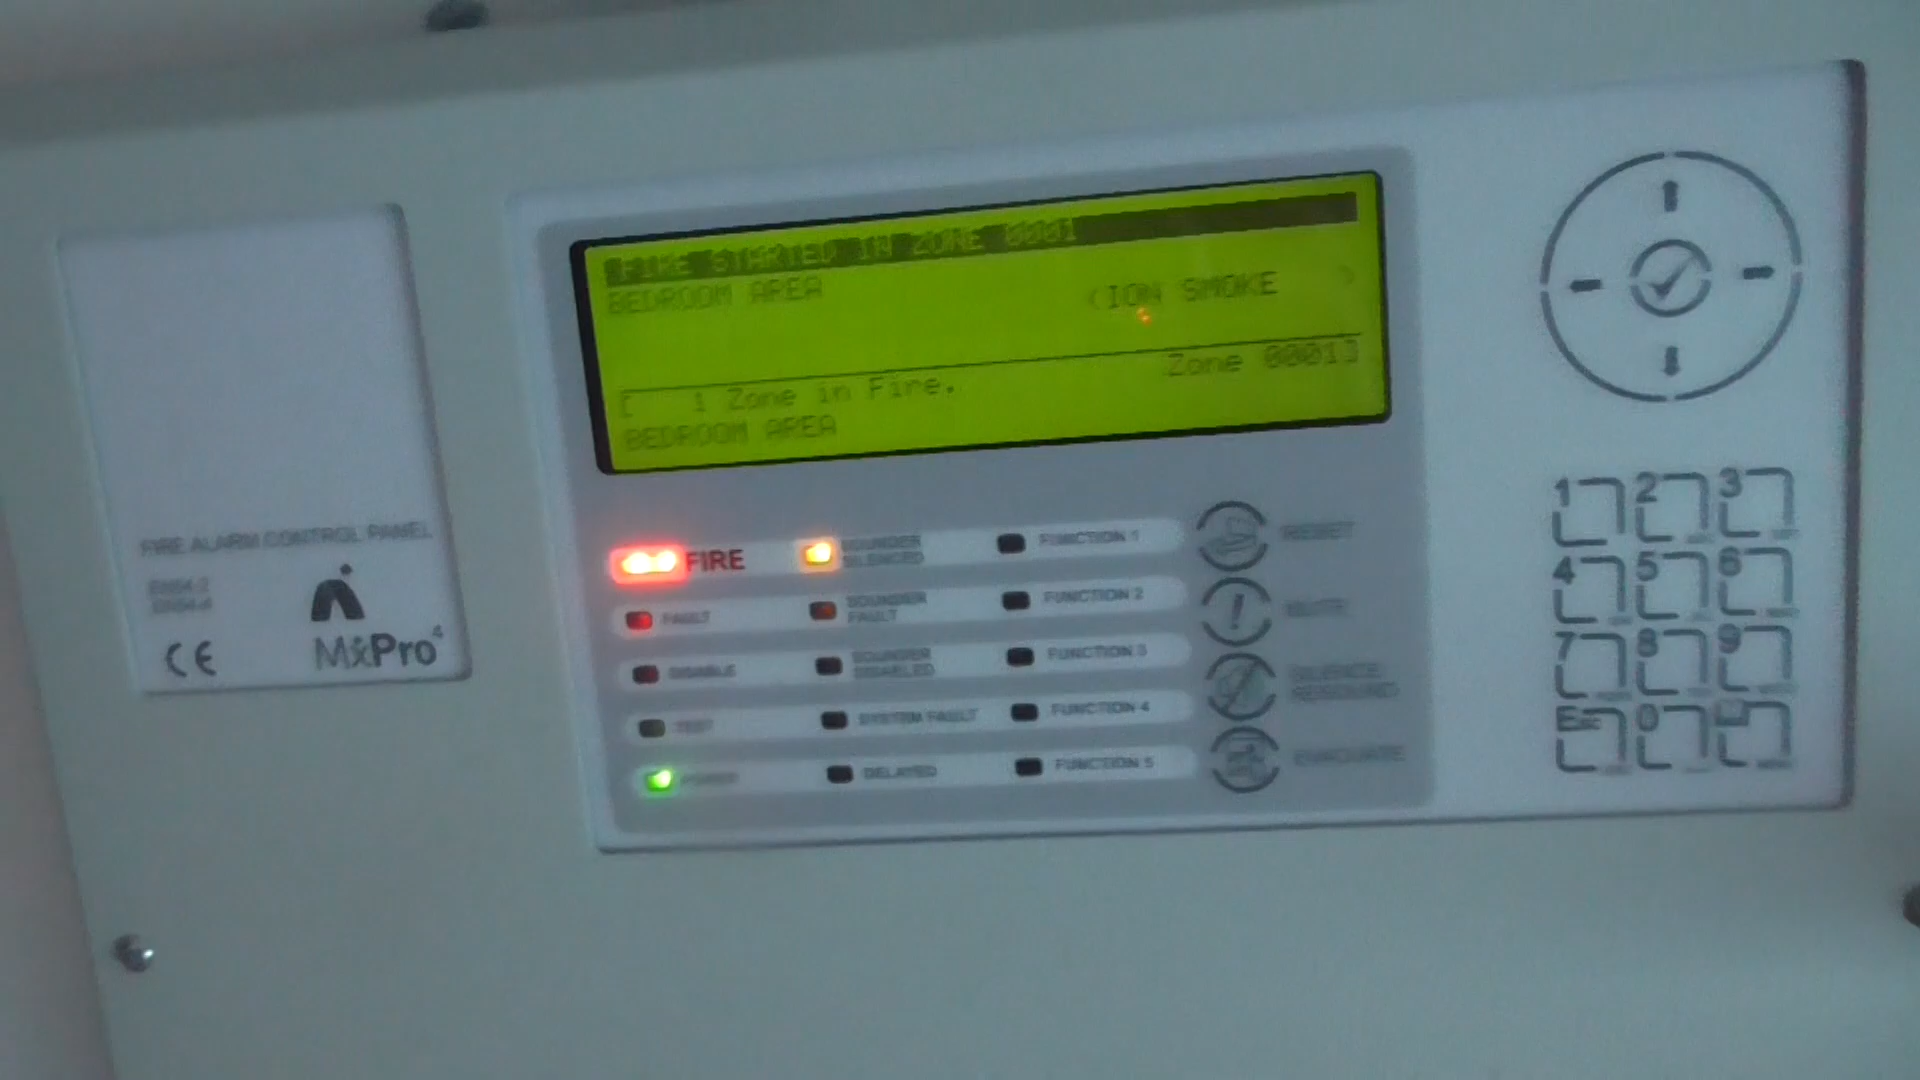 FIRE STARTED IN ZONE 0001
BEDROOM AREA <ION SMOKE >
[ 1 Zone in Fire. Zone 0001]
BEDROOM AREA
FIRE ALARM CONTROL PANEL
EN54-2
EN54-4
CE
MxPro4
FIRE
FAULT
DISABLE
TEST
POWER
SOUNDER
SILENCED
SOUNDER
FAULT
SOUNDER
DISABLED
SYSTEM FAULT
DELAYED
FUNCTION 1
FUNCTION 2
FUNCTION 3
FUNCTION 4
FUNCTION 5
RESET
MUTE
SILENCE
RESOUND
EVACUATE
1 2 3
4 5 6
7 8 9
Esc 0